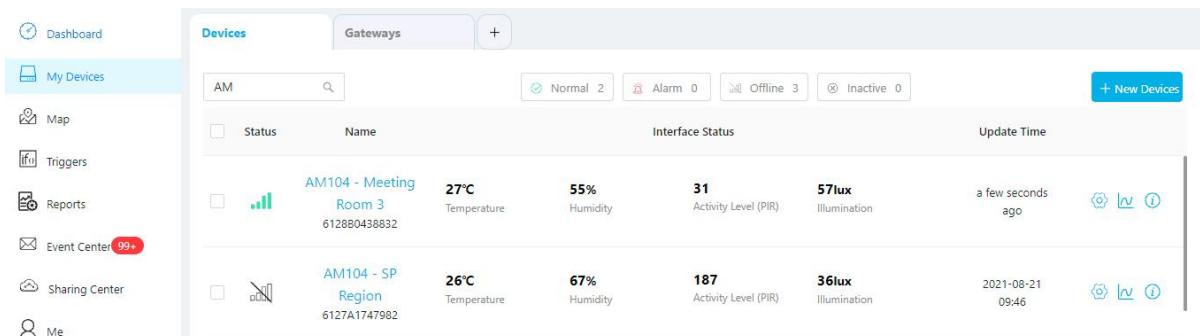 Dashboard
My Devices
Map
if()
Triggers
Reports
Event Center 99+
Sharing Center
Me
Devices Gateways +
AM
Normal 2 Alarm 0 Offline 3 Inactive 0
+ New Devices
Status Name Interface Status Update Time
AM104 - Meeting
Room 3
6128B0438832
27℃ 55% 31 57lux
Temperature Humidity Activity Level (PIR) Illumination
a few seconds
ago
AM104 - SP
Region
6127A1747982
26℃ 67% 187 36lux
Temperature Humidity Activity Level (PIR) Illumination
2021-08-21
09:46